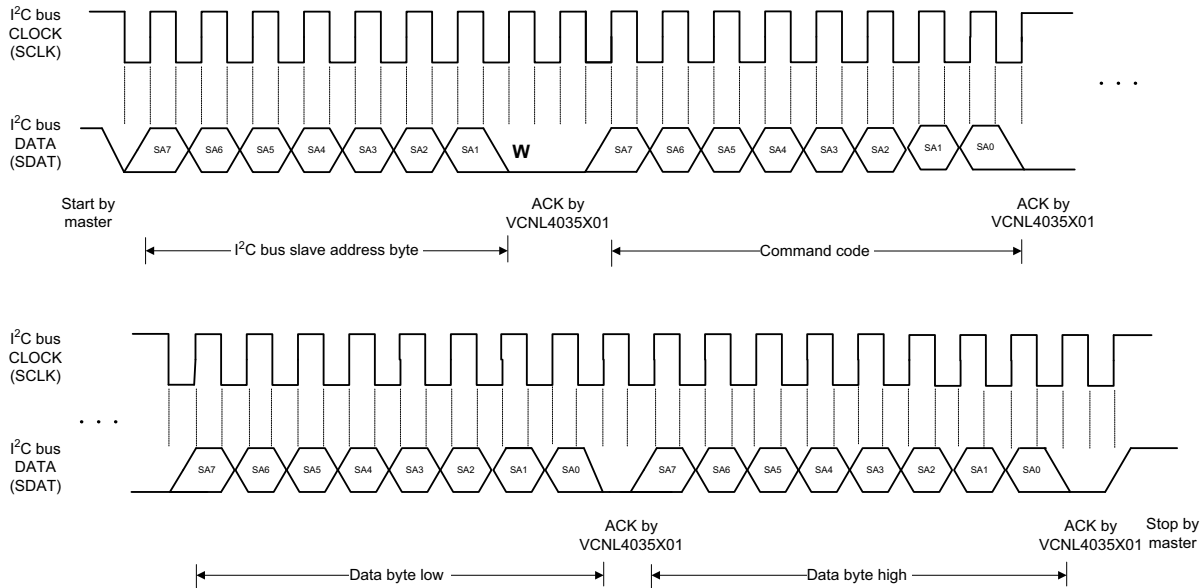 I²C bus
CLOCK
(SCLK)
. . .
I²C bus
DATA
(SDAT)
SA7 SA6 SA5 SA4 SA3 SA2 SA1 W SA7 SA6 SA5 SA4 SA3 SA2 SA1 SA0
Start by
master
ACK by
VCNL4035X01
ACK by
VCNL4035X01
I²C bus slave address byte
Command code
I²C bus
CLOCK
(SCLK)
. . .
I²C bus
DATA
(SDAT)
SA7 SA6 SA5 SA4 SA3 SA2 SA1 SA0 SA7 SA6 SA5 SA4 SA3 SA2 SA1 SA0
ACK by
VCNL4035X01
ACK by
VCNL4035X01
Stop by
master
Data byte low
Data byte high